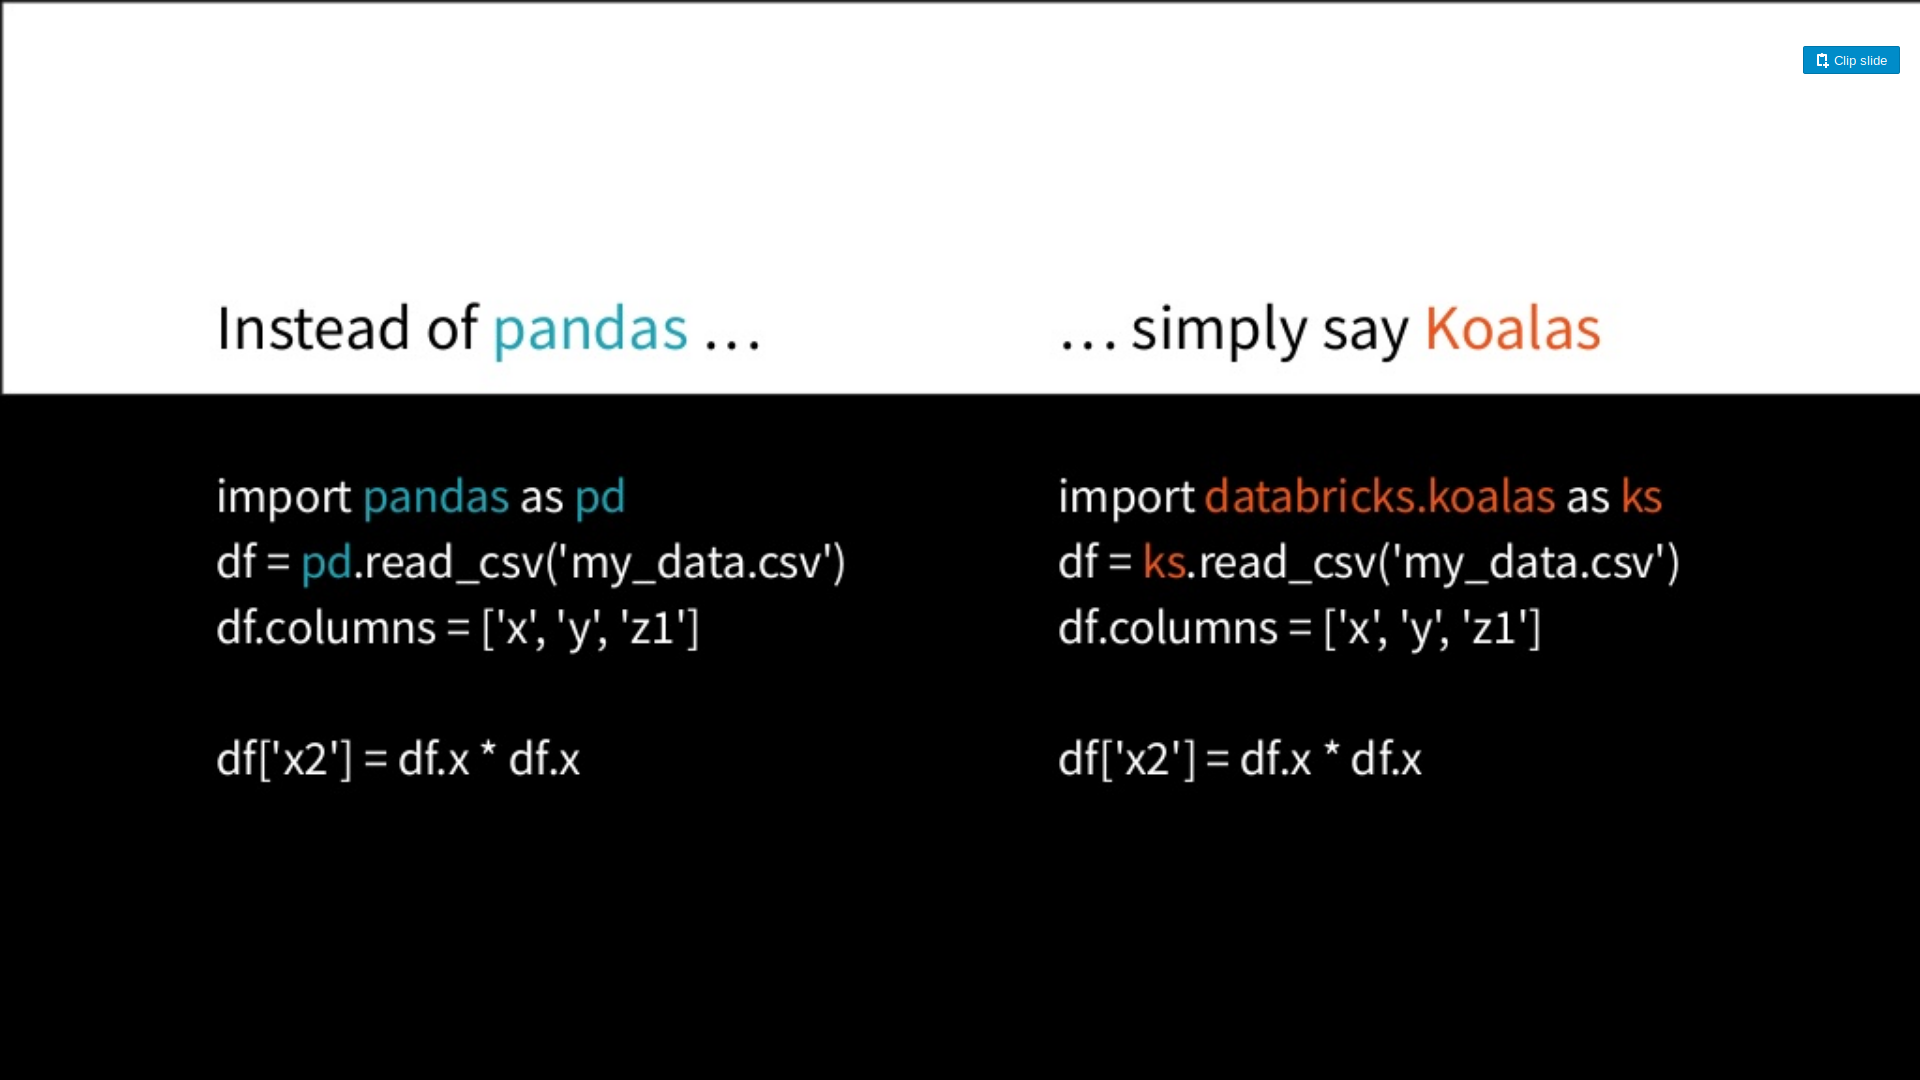 Clip slide
Instead of pandas …
… simply say Koalas
import pandas as pd
df = pd.read_csv('my_data.csv')
df.columns = ['x', 'y', 'z1']
df['x2'] = df.x * df.x
import databricks.koalas as ks
df = ks.read_csv('my_data.csv')
df.columns = ['x', 'y', 'z1']
df['x2'] = df.x * df.x